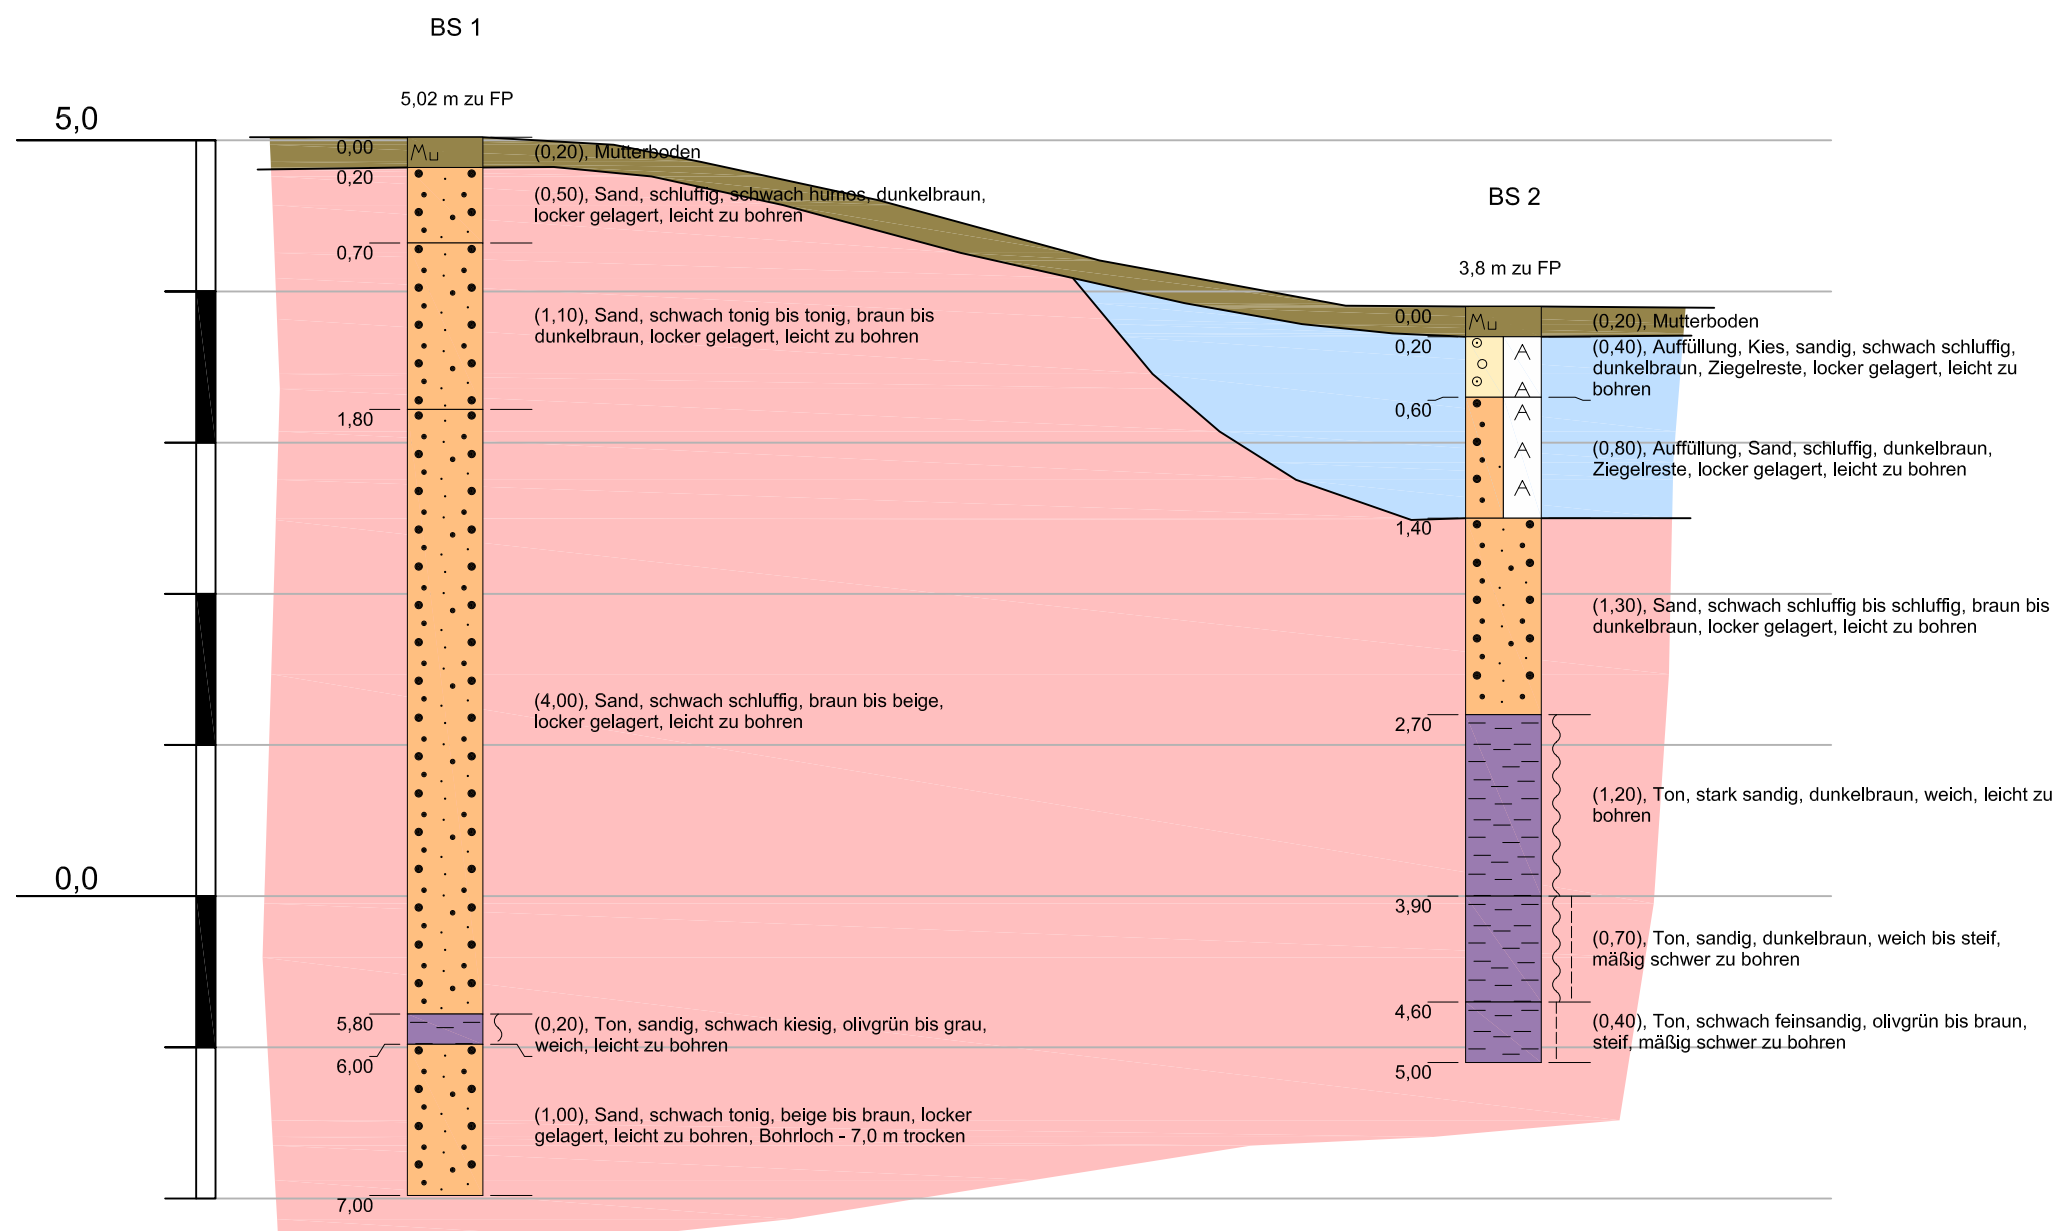 BS 1
5,02 m zu FP
5,0
0,00
Mu
(0,20), Mutterboden
0,20
(0,50), Sand, schluffig, schwach humos, dunkelbraun,
locker gelagert, leicht zu bohren
0,70
(1,10), Sand, schwach tonig bis tonig, braun bis
dunkelbraun, locker gelagert, leicht zu bohren
1,80
(4,00), Sand, schwach schluffig, braun bis beige,
locker gelagert, leicht zu bohren
0,0
5,80
(0,20), Ton, sandig, schwach kiesig, olivgrün bis grau,
weich, leicht zu bohren
6,00
(1,00), Sand, schwach tonig, beige bis braun, locker
gelagert, leicht zu bohren, Bohrloch - 7,0 m trocken
7,00
BS 2
3,8 m zu FP
0,00
Mu
(0,20), Mutterboden
0,20
(0,40), Auffüllung, Kies, sandig, schwach schluffig,
dunkelbraun, Ziegelreste, locker gelagert, leicht zu
bohren
A
A
0,60
A
(0,80), Auffüllung, Sand, schluffig, dunkelbraun,
Ziegelreste, locker gelagert, leicht zu bohren
A
A
1,40
(1,30), Sand, schwach schluffig bis schluffig, braun bis
dunkelbraun, locker gelagert, leicht zu bohren
2,70
(1,20), Ton, stark sandig, dunkelbraun, weich, leicht zu
bohren
3,90
(0,70), Ton, sandig, dunkelbraun, weich bis steif,
mäßig schwer zu bohren
4,60
(0,40), Ton, schwach feinsandig, olivgrün bis braun,
steif, mäßig schwer zu bohren
5,00